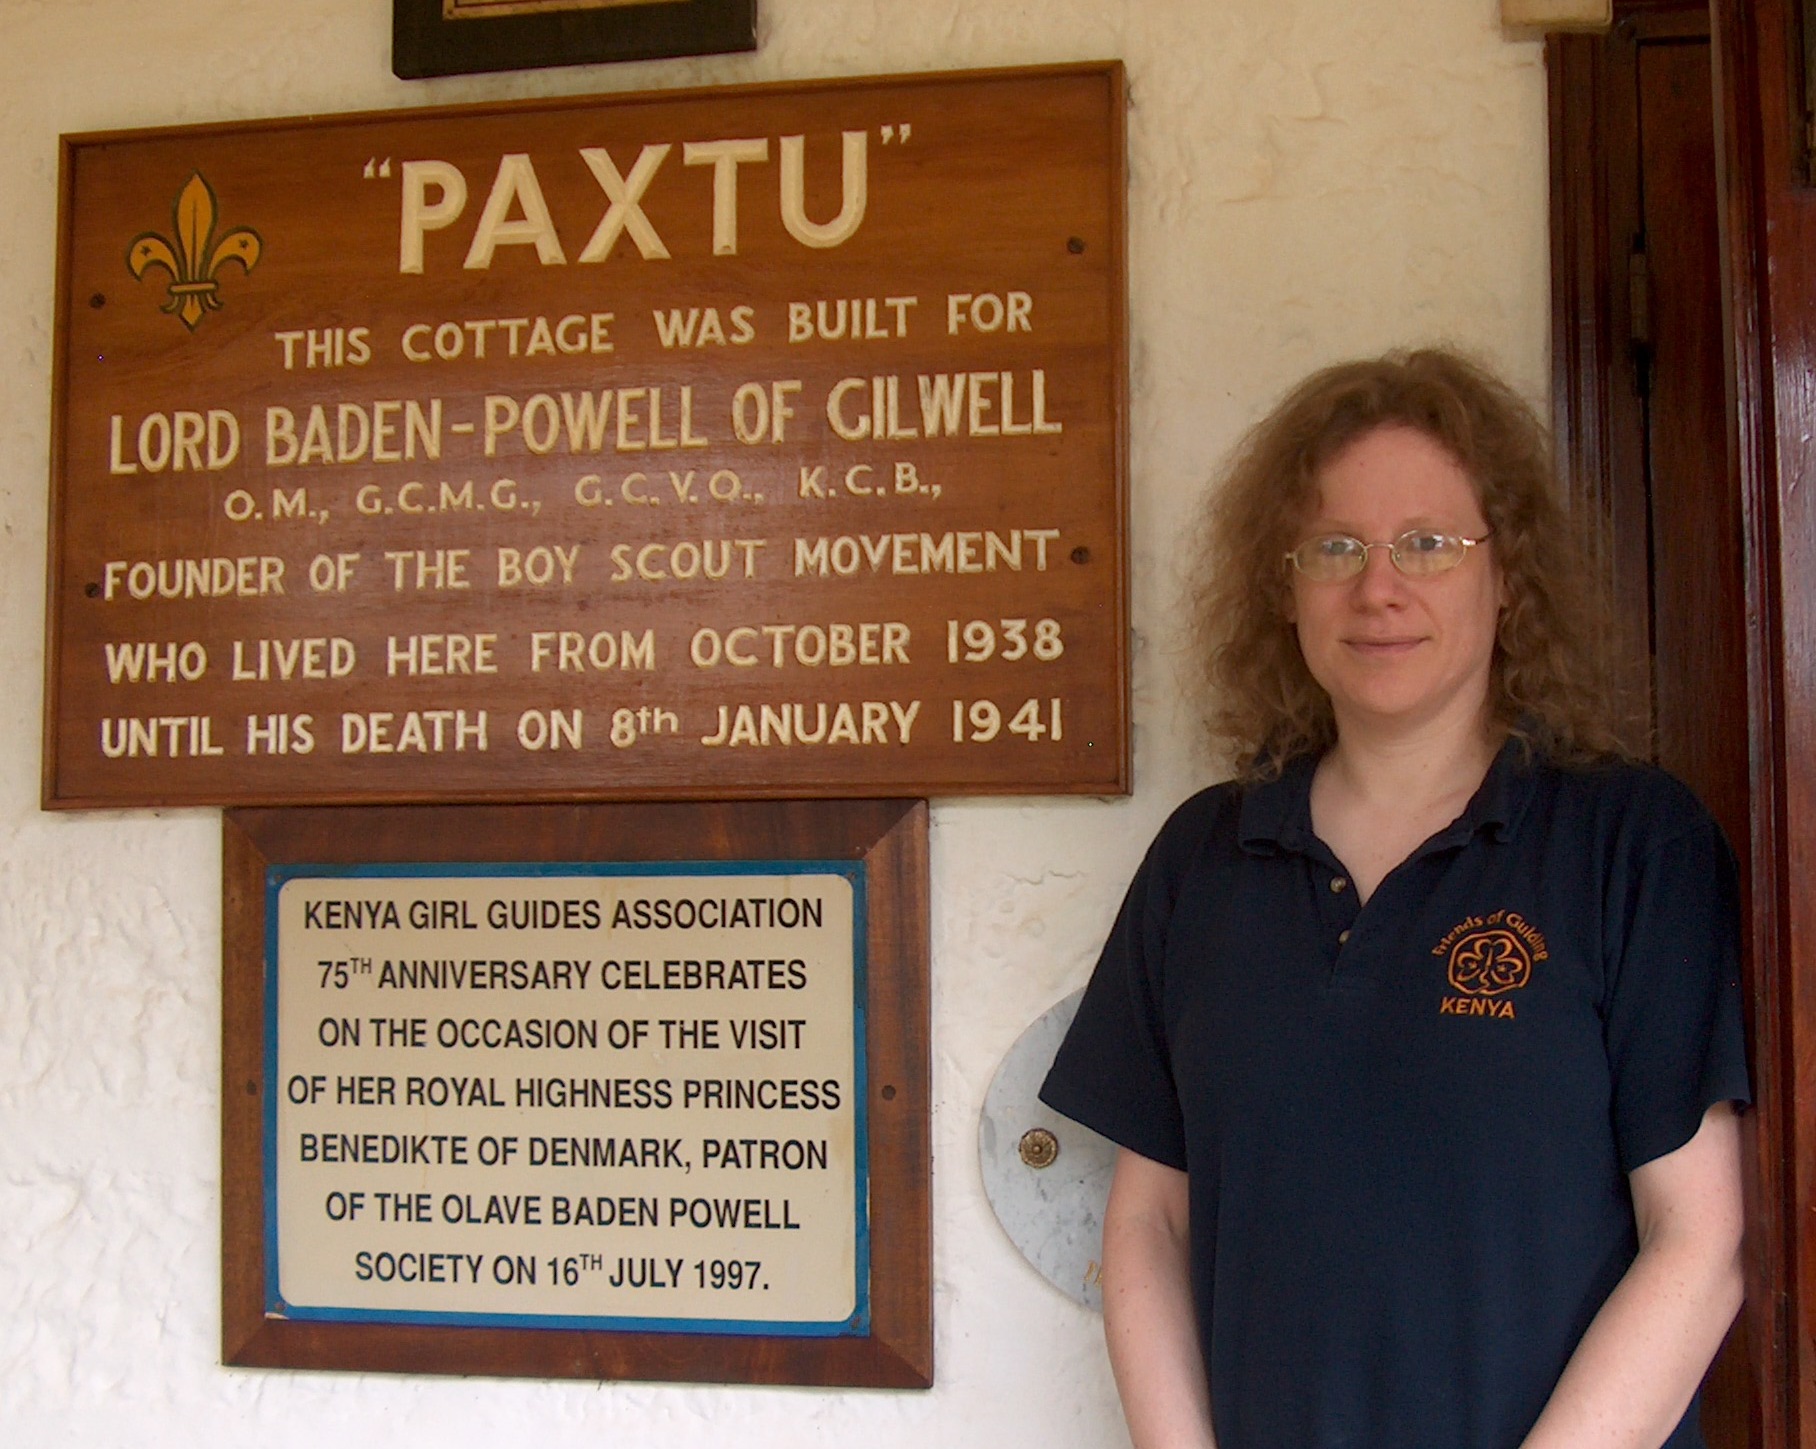 “PAXTU”
THIS COTTAGE WAS BUILT FOR
LORD BADEN-POWELL OF GILWELL
O.M., G.C.M.G., G.C.V.O., K.C.B.,
FOUNDER OF THE BOY SCOUT MOVEMENT
WHO LIVED HERE FROM OCTOBER 1938
UNTIL HIS DEATH ON 8th JANUARY 1941
KENYA GIRL GUIDES ASSOCIATION
75TH ANNIVERSARY CELEBRATES
ON THE OCCASION OF THE VISIT
OF HER ROYAL HIGHNESS PRINCESS
BENEDIKTE OF DENMARK, PATRON
OF THE OLAVE BADEN POWELL
SOCIETY ON 16TH JULY 1997.
Friends of Guiding
KENYA